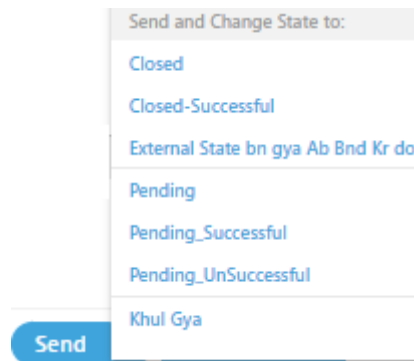 Send and Change State to:
Closed
Closed-Successful
External State bn gya Ab Bnd Kr do
Pending
Pending_Successful
Pending_UnSuccessful
Khul Gya
Send